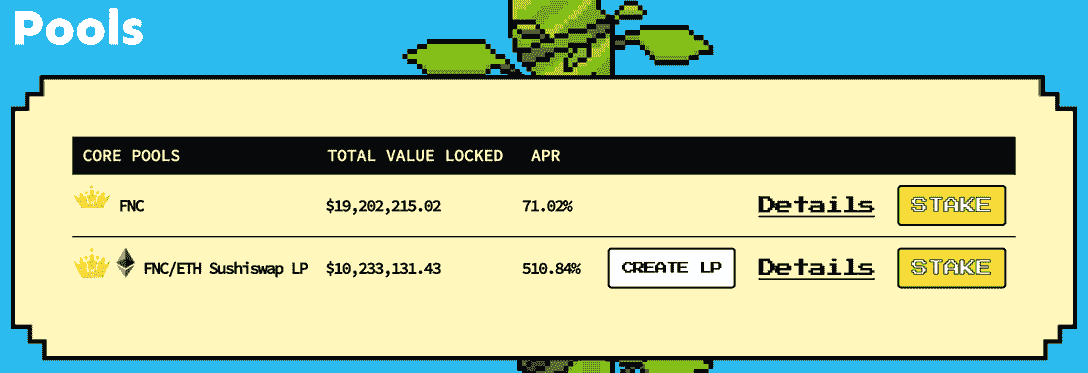 Pools
CORE POOLS TOTAL VALUE LOCKED APR
FNC $19,202,215.02 71.02% Details STAKE
FNC/ETH Sushiswap LP $10,233,131.43 510.84% CREATE LP Details STAKE